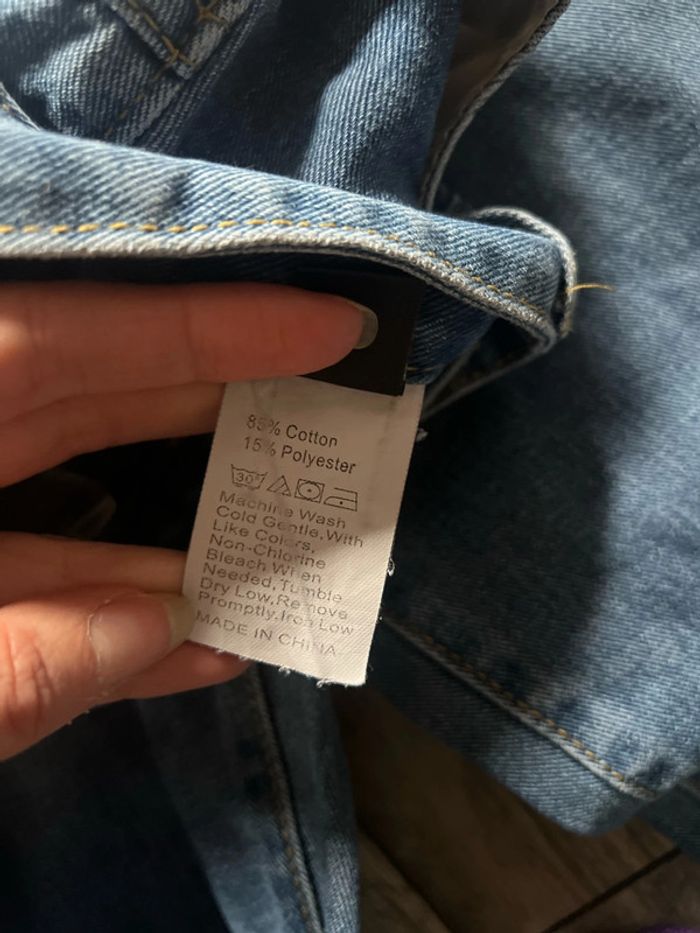 85% Cotton
15% Polyester
30°
Machine Wash
Cold Gentle,With
Like Colors,
Non-Chlorine
Bleach When
Needed,Tumble
Dry Low,Remove
Promptly,Iron Low
MADE IN CHINA